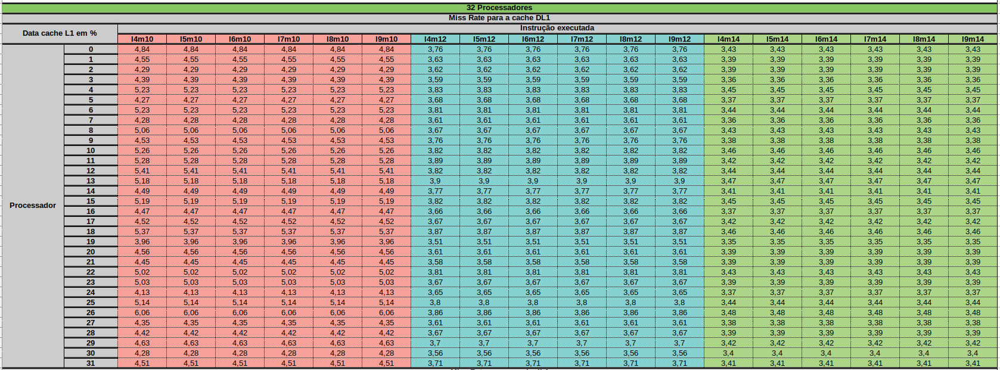 32 Processadores
Miss Rate para a cache DL1
Data cache L1 em % Instrução executada
l4m10 l5m10 l6m10 l7m10 l8m10 l9m10 l4m12 l5m12 l6m12 l7m12 l8m12 l9m12 l4m14 l5m14 l6m14 l7m14 l8m14 l9m14
0 4,84 4,84 4,84 4,84 4,84 4,84 3,76 3,76 3,76 3,76 3,76 3,76 3,43 3,43 3,43 3,43 3,43 3,43
1 4,55 4,55 4,55 4,55 4,55 4,55 3,63 3,63 3,63 3,63 3,63 3,63 3,39 3,39 3,39 3,39 3,39 3,39
2 4,29 4,29 4,29 4,29 4,29 4,29 3,62 3,62 3,62 3,62 3,62 3,62 3,39 3,39 3,39 3,39 3,39 3,39
3 4,39 4,39 4,39 4,39 4,39 4,39 3,59 3,59 3,59 3,59 3,59 3,59 3,36 3,36 3,36 3,36 3,36 3,36
4 5,23 5,23 5,23 5,23 5,23 5,23 3,83 3,83 3,83 3,83 3,83 3,83 3,45 3,45 3,45 3,45 3,45 3,45
5 4,27 4,27 4,27 4,27 4,27 4,27 3,68 3,68 3,68 3,68 3,68 3,68 3,37 3,37 3,37 3,37 3,37 3,37
6 5,23 5,23 5,23 5,23 5,23 5,23 3,81 3,81 3,81 3,81 3,81 3,81 3,44 3,44 3,44 3,44 3,44 3,44
7 4,28 4,28 4,28 4,28 4,28 4,28 3,61 3,61 3,61 3,61 3,61 3,61 3,36 3,36 3,36 3,36 3,36 3,36
8 5,06 5,06 5,06 5,06 5,06 5,06 3,67 3,67 3,67 3,67 3,67 3,67 3,43 3,43 3,43 3,43 3,43 3,43
9 4,53 4,53 4,53 4,53 4,53 4,53 3,76 3,76 3,76 3,76 3,76 3,76 3,38 3,38 3,38 3,38 3,38 3,38
10 5,26 5,26 5,26 5,26 5,26 5,26 3,82 3,82 3,82 3,82 3,82 3,82 3,46 3,46 3,46 3,46 3,46 3,46
11 5,28 5,28 5,28 5,28 5,28 5,28 3,89 3,89 3,89 3,89 3,89 3,89 3,42 3,42 3,42 3,42 3,42 3,42
12 5,41 5,41 5,41 5,41 5,41 5,41 3,82 3,82 3,82 3,82 3,82 3,82 3,44 3,44 3,44 3,44 3,44 3,44
13 5,18 5,18 5,18 5,18 5,18 5,18 3,9 3,9 3,9 3,9 3,9 3,9 3,47 3,47 3,47 3,47 3,47 3,47
14 4,49 4,49 4,49 4,49 4,49 4,49 3,77 3,77 3,77 3,77 3,77 3,77 3,41 3,41 3,41 3,41 3,41 3,41
Processador 15 5,19 5,19 5,19 5,19 5,19 5,19 3,82 3,82 3,82 3,82 3,82 3,82 3,45 3,45 3,45 3,45 3,45 3,45
16 4,47 4,47 4,47 4,47 4,47 4,47 3,66 3,66 3,66 3,66 3,66 3,66 3,37 3,37 3,37 3,37 3,37 3,37
17 4,52 4,52 4,52 4,52 4,52 4,52 3,67 3,67 3,67 3,67 3,67 3,67 3,42 3,42 3,42 3,42 3,42 3,42
18 5,37 5,37 5,37 5,37 5,37 5,37 3,87 3,87 3,87 3,87 3,87 3,87 3,46 3,46 3,46 3,46 3,46 3,46
19 3,96 3,96 3,96 3,96 3,96 3,96 3,51 3,51 3,51 3,51 3,51 3,51 3,35 3,35 3,35 3,35 3,35 3,35
20 4,56 4,56 4,56 4,56 4,56 4,56 3,61 3,61 3,61 3,61 3,61 3,61 3,39 3,39 3,39 3,39 3,39 3,39
21 4,45 4,45 4,45 4,45 4,45 4,45 3,58 3,58 3,58 3,58 3,58 3,58 3,39 3,39 3,39 3,39 3,39 3,39
22 5,02 5,02 5,02 5,02 5,02 5,02 3,81 3,81 3,81 3,81 3,81 3,81 3,43 3,43 3,43 3,43 3,43 3,43
23 5,03 5,03 5,03 5,03 5,03 5,03 3,67 3,67 3,67 3,67 3,67 3,67 3,39 3,39 3,39 3,39 3,39 3,39
24 4,13 4,13 4,13 4,13 4,13 4,13 3,65 3,65 3,65 3,65 3,65 3,65 3,37 3,37 3,37 3,37 3,37 3,37
25 5,14 5,14 5,14 5,14 5,14 5,14 3,8 3,8 3,8 3,8 3,8 3,8 3,44 3,44 3,44 3,44 3,44 3,44
26 6,06 6,06 6,06 6,06 6,06 6,06 3,86 3,86 3,86 3,86 3,86 3,86 3,48 3,48 3,48 3,48 3,48 3,48
27 4,35 4,35 4,35 4,35 4,35 4,35 3,61 3,61 3,61 3,61 3,61 3,61 3,38 3,38 3,38 3,38 3,38 3,38
28 4,42 4,42 4,42 4,42 4,42 4,42 3,67 3,67 3,67 3,67 3,67 3,67 3,39 3,39 3,39 3,39 3,39 3,39
29 4,63 4,63 4,63 4,63 4,63 4,63 3,7 3,7 3,7 3,7 3,7 3,7 3,42 3,42 3,42 3,42 3,42 3,42
30 4,28 4,28 4,28 4,28 4,28 4,28 3,56 3,56 3,56 3,56 3,56 3,56 3,4 3,4 3,4 3,4 3,4 3,4
31 4,51 4,51 4,51 4,51 4,51 4,51 3,71 3,71 3,71 3,71 3,71 3,71 3,41 3,41 3,41 3,41 3,41 3,41